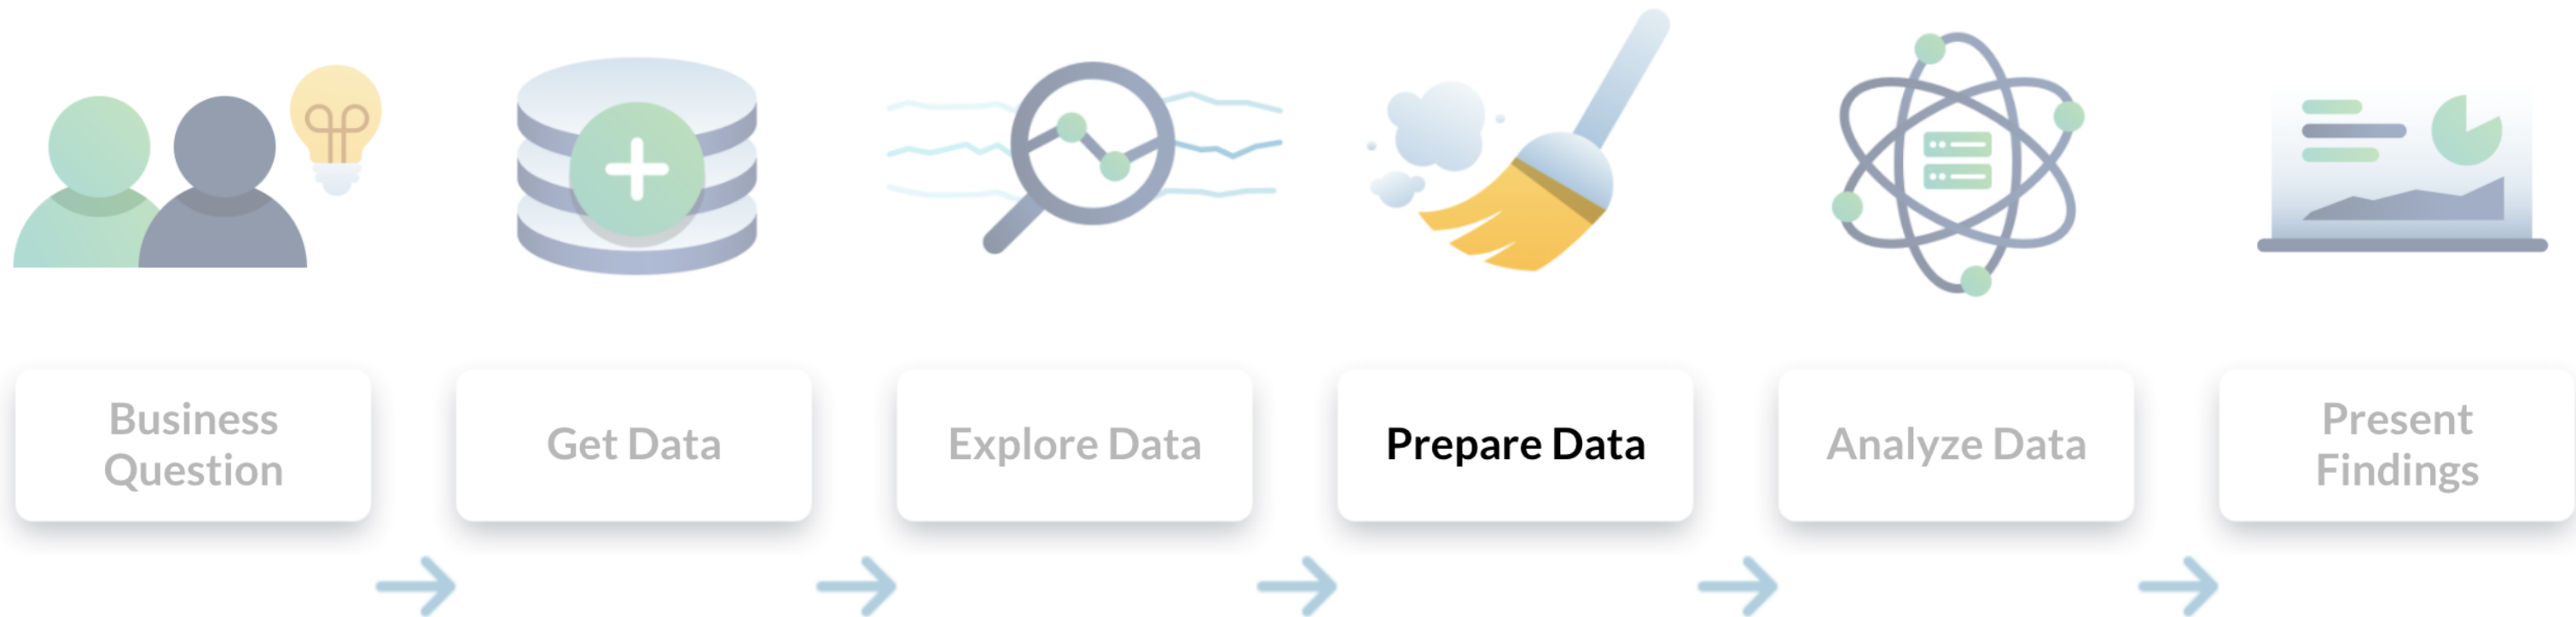 Business
Question
Get Data
Explore Data
Prepare Data
Analyze Data
Present
Findings